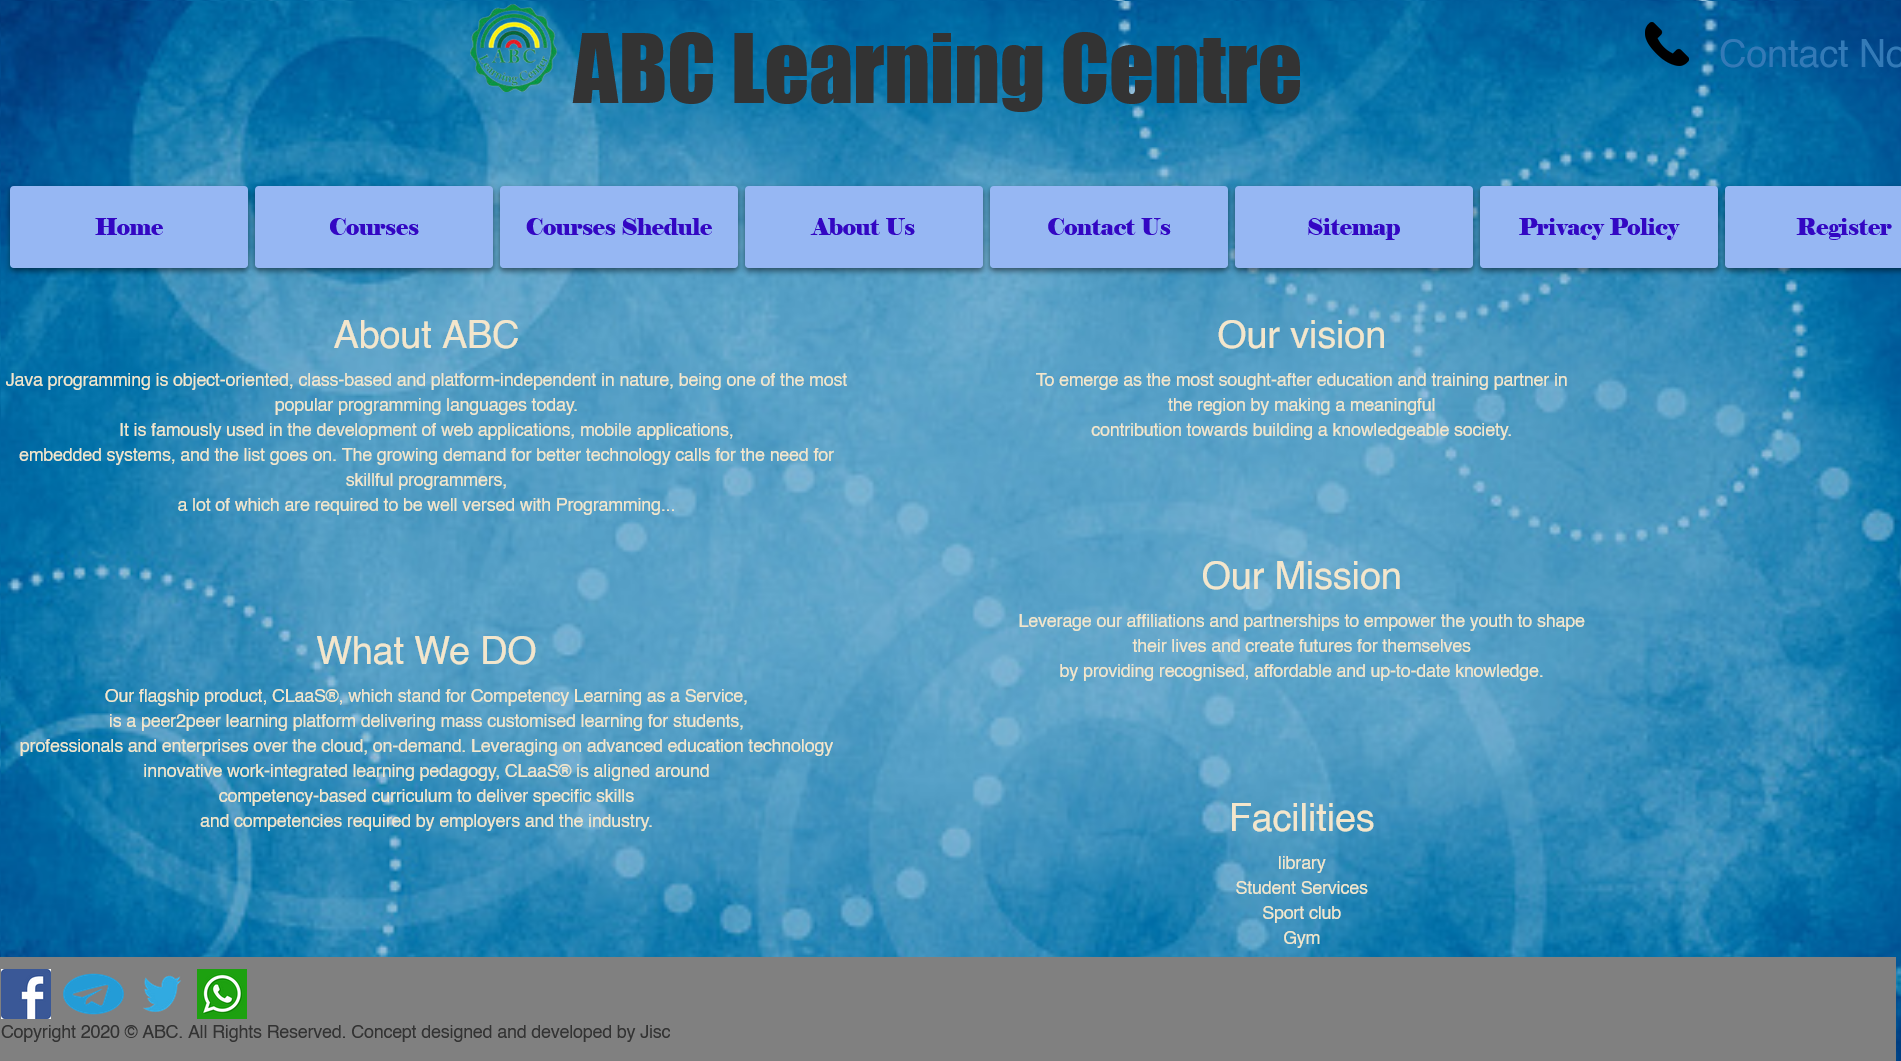 ABC
ABC Learning Centre
Contact No
Home
Courses
Courses Shedule
About Us
Contact Us
Sitemap
Privacy Policy
Register
About ABC
Java programming is object-oriented, class-based and platform-independent in nature, being one of the most
popular programming languages today.
It is famously used in the development of web applications, mobile applications,
embedded systems, and the list goes on. The growing demand for better technology calls for the need for
skillful programmers,
a lot of which are required to be well versed with Programming...
What We DO
Our flagship product, CLaaS®, which stand for Competency Learning as a Service,
is a peer2peer learning platform delivering mass customised learning for students,
professionals and enterprises over the cloud, on-demand. Leveraging on advanced education technology
innovative work-integrated learning pedagogy, CLaaS® is aligned around
competency-based curriculum to deliver specific skills
and competencies required by employers and the industry.
Our vision
To emerge as the most sought-after education and training partner in
the region by making a meaningful
contribution towards building a knowledgeable society.
Our Mission
Leverage our affiliations and partnerships to empower the youth to shape
their lives and create futures for themselves
by providing recognised, affordable and up-to-date knowledge.
Facilities
library
Student Services
Sport club
Gym
Copyright 2020 © ABC. All Rights Reserved. Concept designed and developed by Jisc